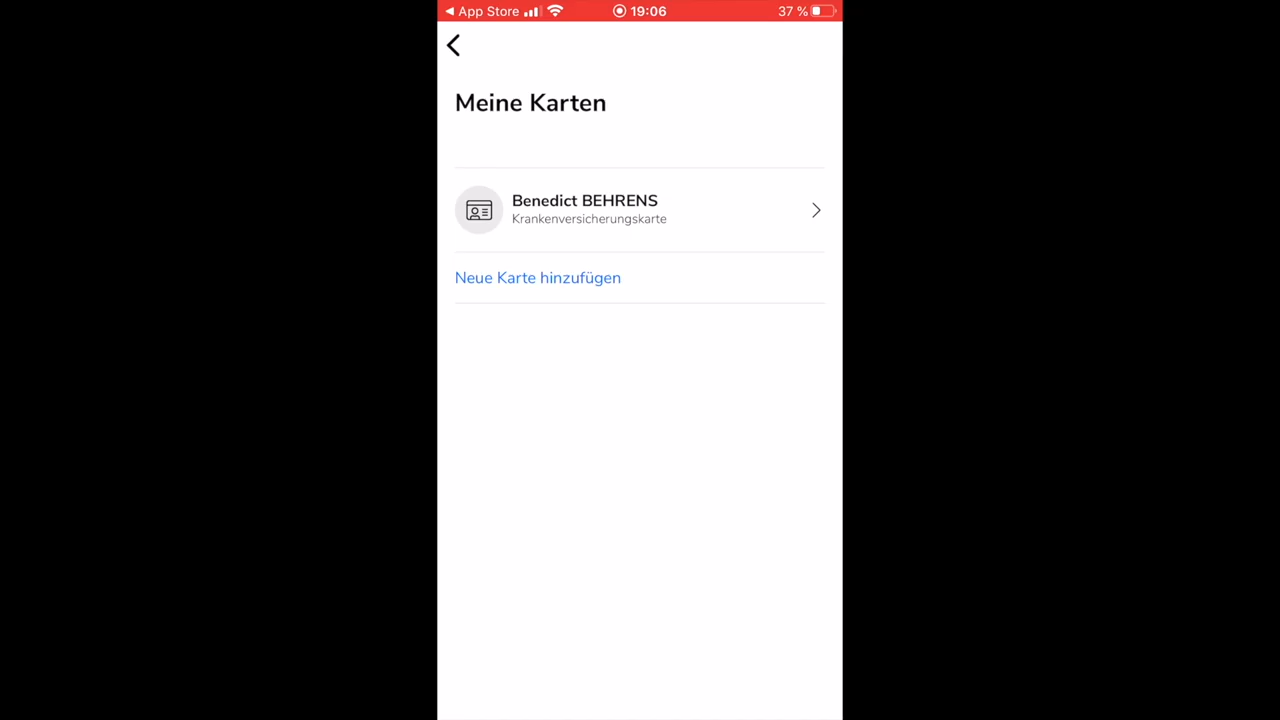 ◀ App Store 19:06 37 %
Meine Karten
Benedict BEHRENS
Krankenversicherungskarte
Neue Karte hinzufügen